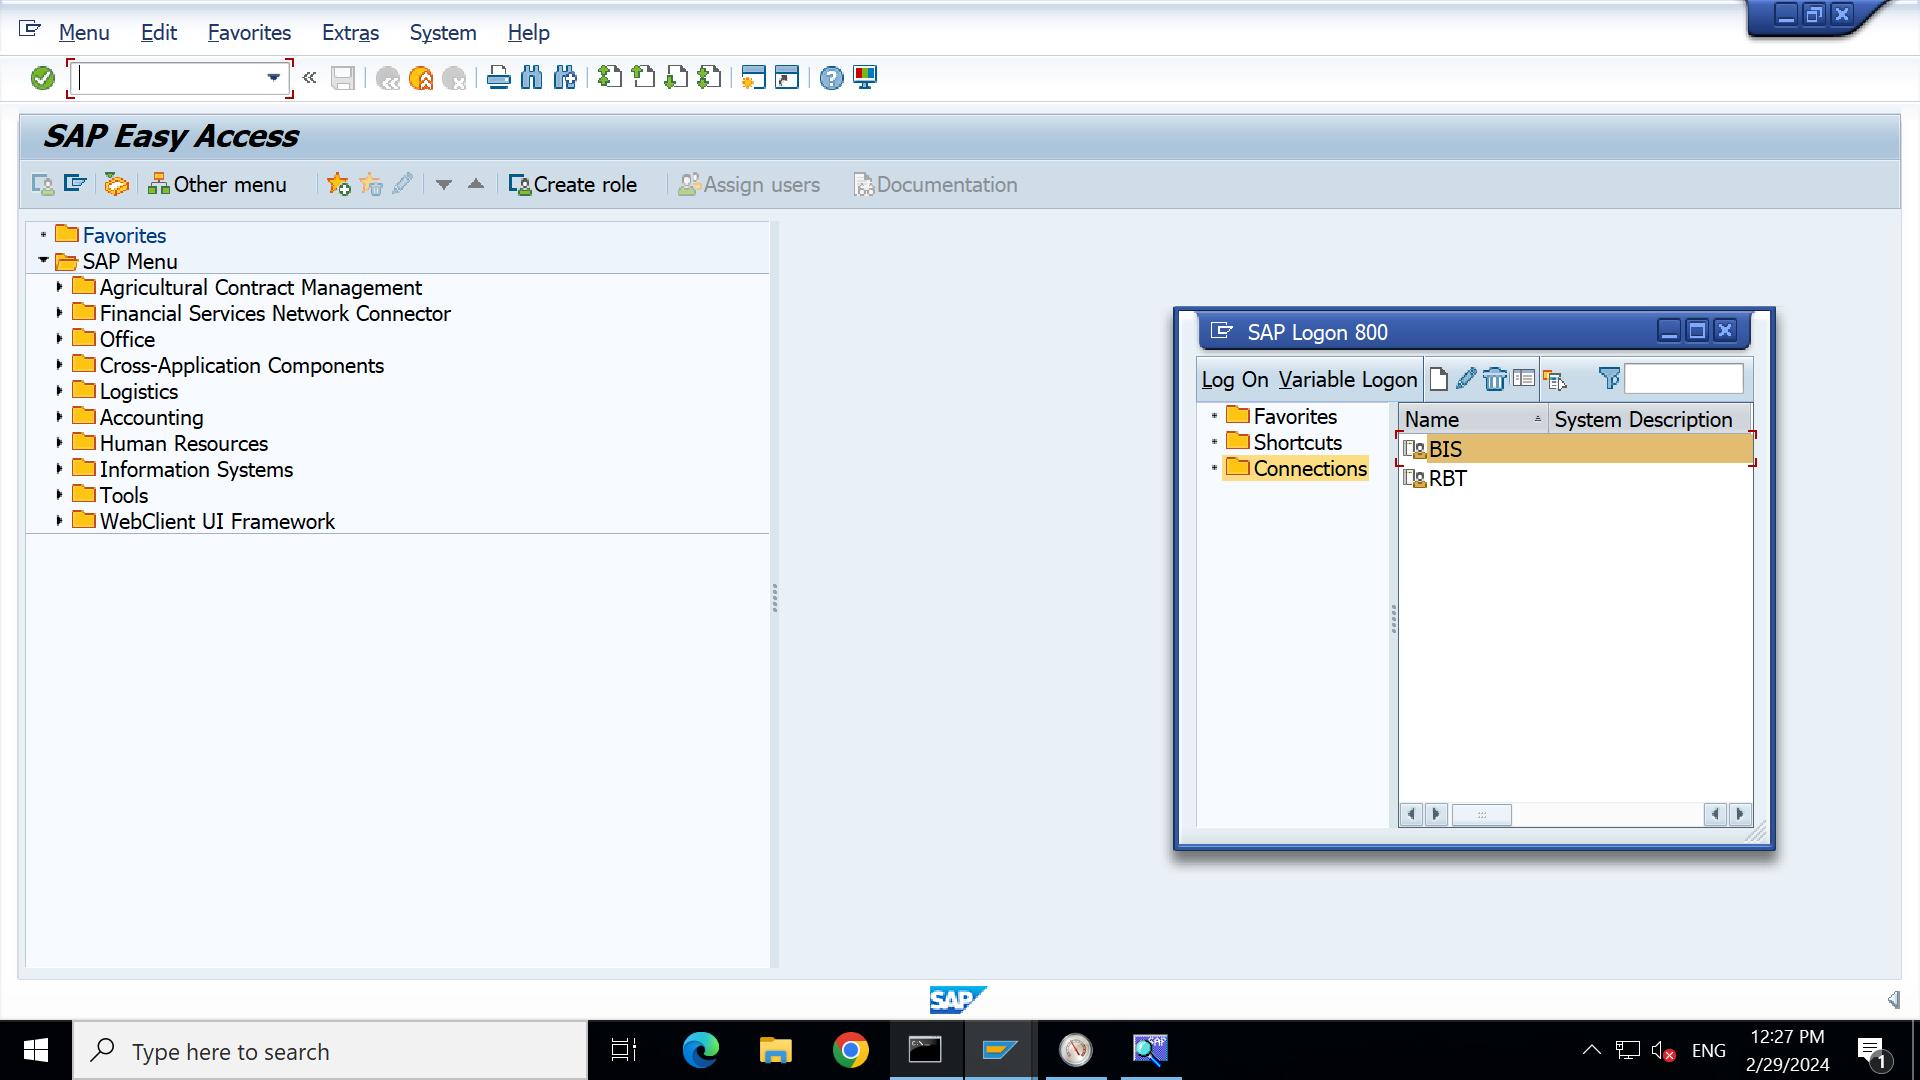 Menu Edit Favorites Extras System Help
SAP Easy Access
Other menu Create role Assign users Documentation
Favorites
SAP Menu
Agricultural Contract Management
Financial Services Network Connector
Office
Cross-Application Components
Logistics
Accounting
Human Resources
Information Systems
Tools
WebClient UI Framework
SAP Logon 800
Log On Variable Logon
Favorites
Shortcuts
Connections
Name System Description
BIS
RBT
SAP
Type here to search
ENG
12:27 PM
2/29/2024
1